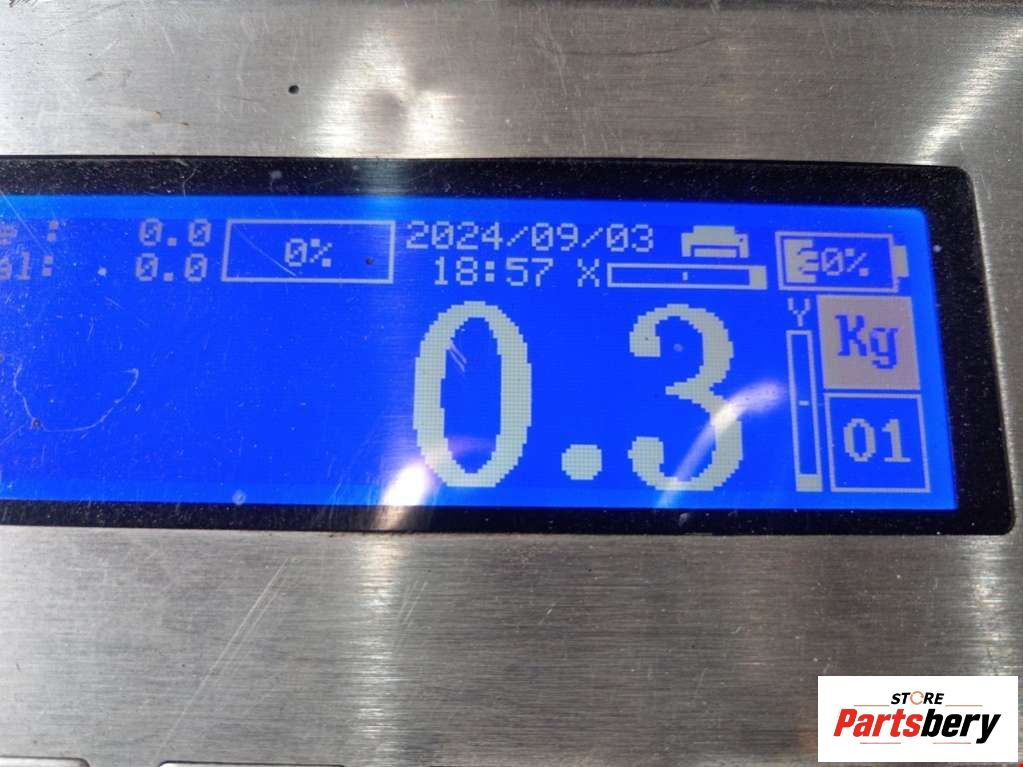 : 0.0
0%
2024/09/03
0.0
18:57 X
0%
Y
Kg
0.3
01
STORE
Partsbery